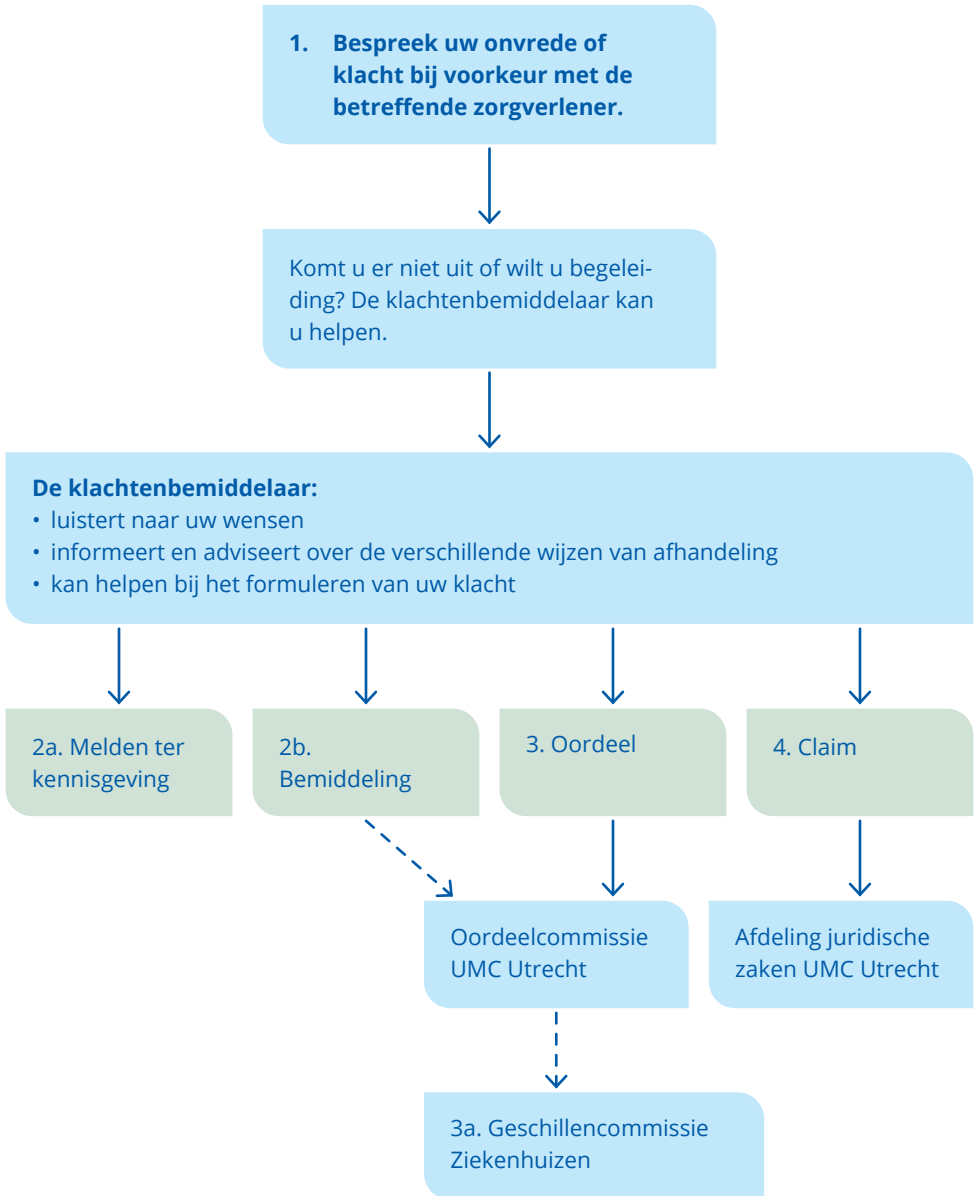 1. Bespreek uw onvrede of
klacht bij voorkeur met de
betreffende zorgverlener.
Komt u er niet uit of wilt u begelei-
ding? De klachtenbemiddelaar kan
u helpen.
De klachtenbemiddelaar:
• luistert naar uw wensen
• informeert en adviseert over de verschillende wijzen van afhandeling
• kan helpen bij het formuleren van uw klacht
2a. Melden ter
kennisgeving
2b.
Bemiddeling
3. Oordeel
4. Claim
Oordeelcommissie
UMC Utrecht
Afdeling juridische
zaken UMC Utrecht
3a. Geschillencommissie
Ziekenhuizen